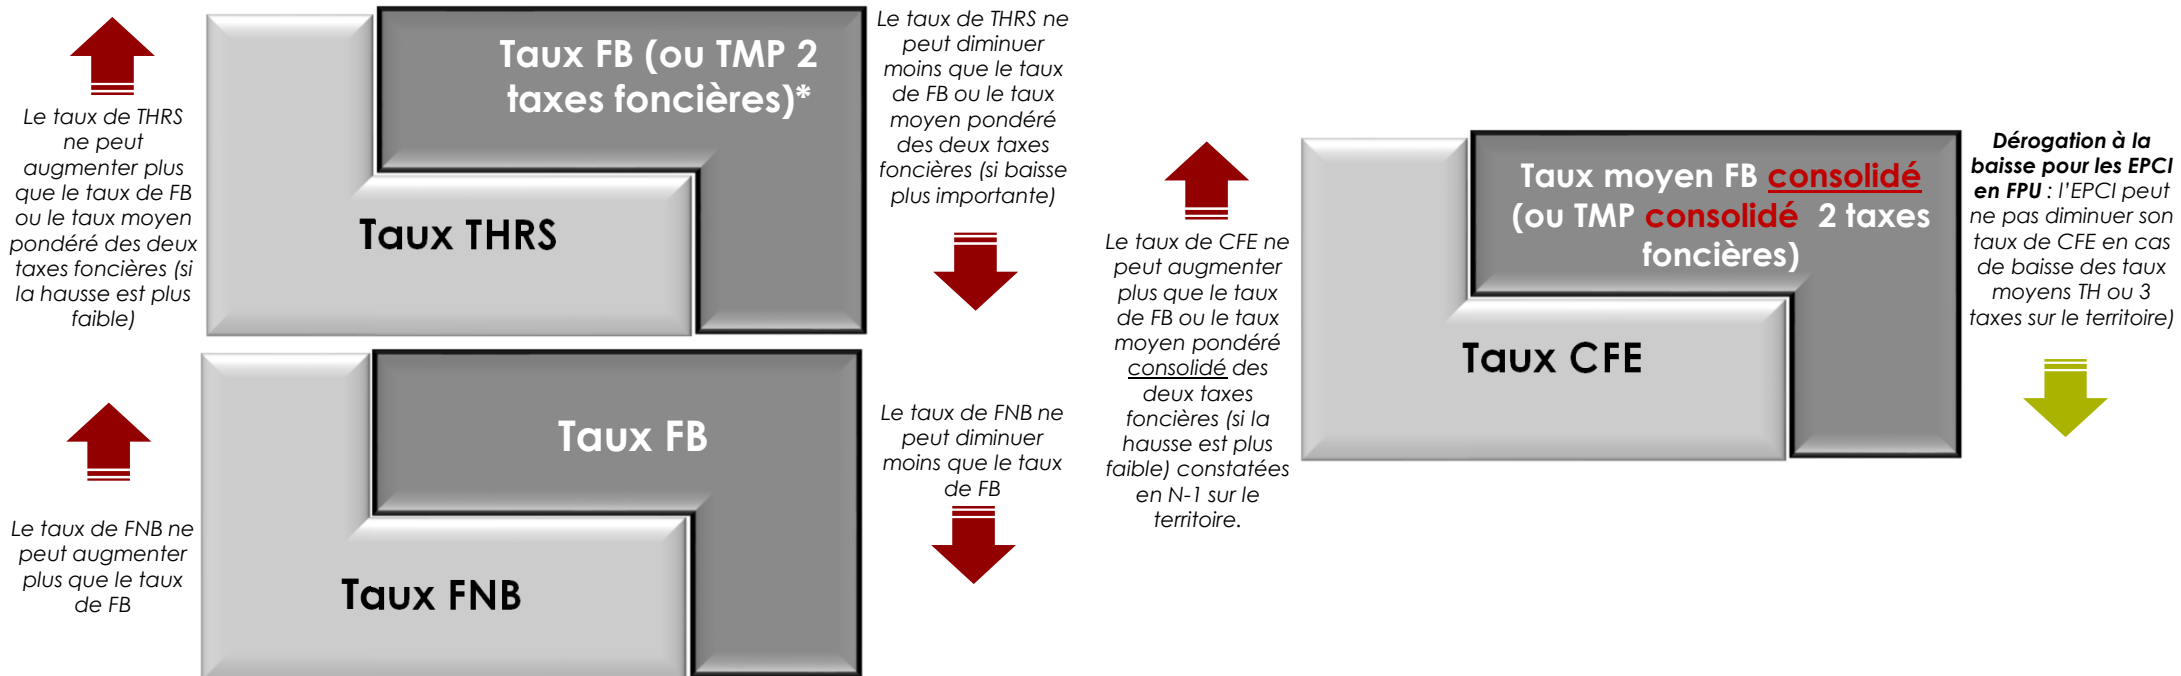 Le taux de THRS
ne peut
augmenter plus
que le taux de FB
ou le taux moyen
pondéré des deux
taxes foncières (si
la hausse est plus
faible)
Taux FB (ou TMP 2
taxes foncières)*
Taux THRS
Le taux de THRS ne
peut diminuer
moins que le taux
de FB ou le taux
moyen pondéré
des deux taxes
foncières (si baisse
plus importante)
Le taux de FNB ne
peut augmenter
plus que le taux
de FB
Taux FB
Taux FNB
Le taux de FNB ne
peut diminuer
moins que le taux
de FB
Le taux de CFE ne
peut augmenter
plus que le taux
de FB ou le taux
moyen pondéré
consolidé des
deux taxes
foncières (si la
hausse est plus
faible) constatées
en N-1 sur le
territoire.
Taux moyen FB consolidé
(ou TMP consolidé 2 taxes
foncières)
Taux CFE
Dérogation à la
baisse pour les EPCI
en FPU : l'EPCI peut
ne pas diminuer son
taux de CFE en cas
de baisse des taux
moyens TH ou 3
taxes sur le territoire)